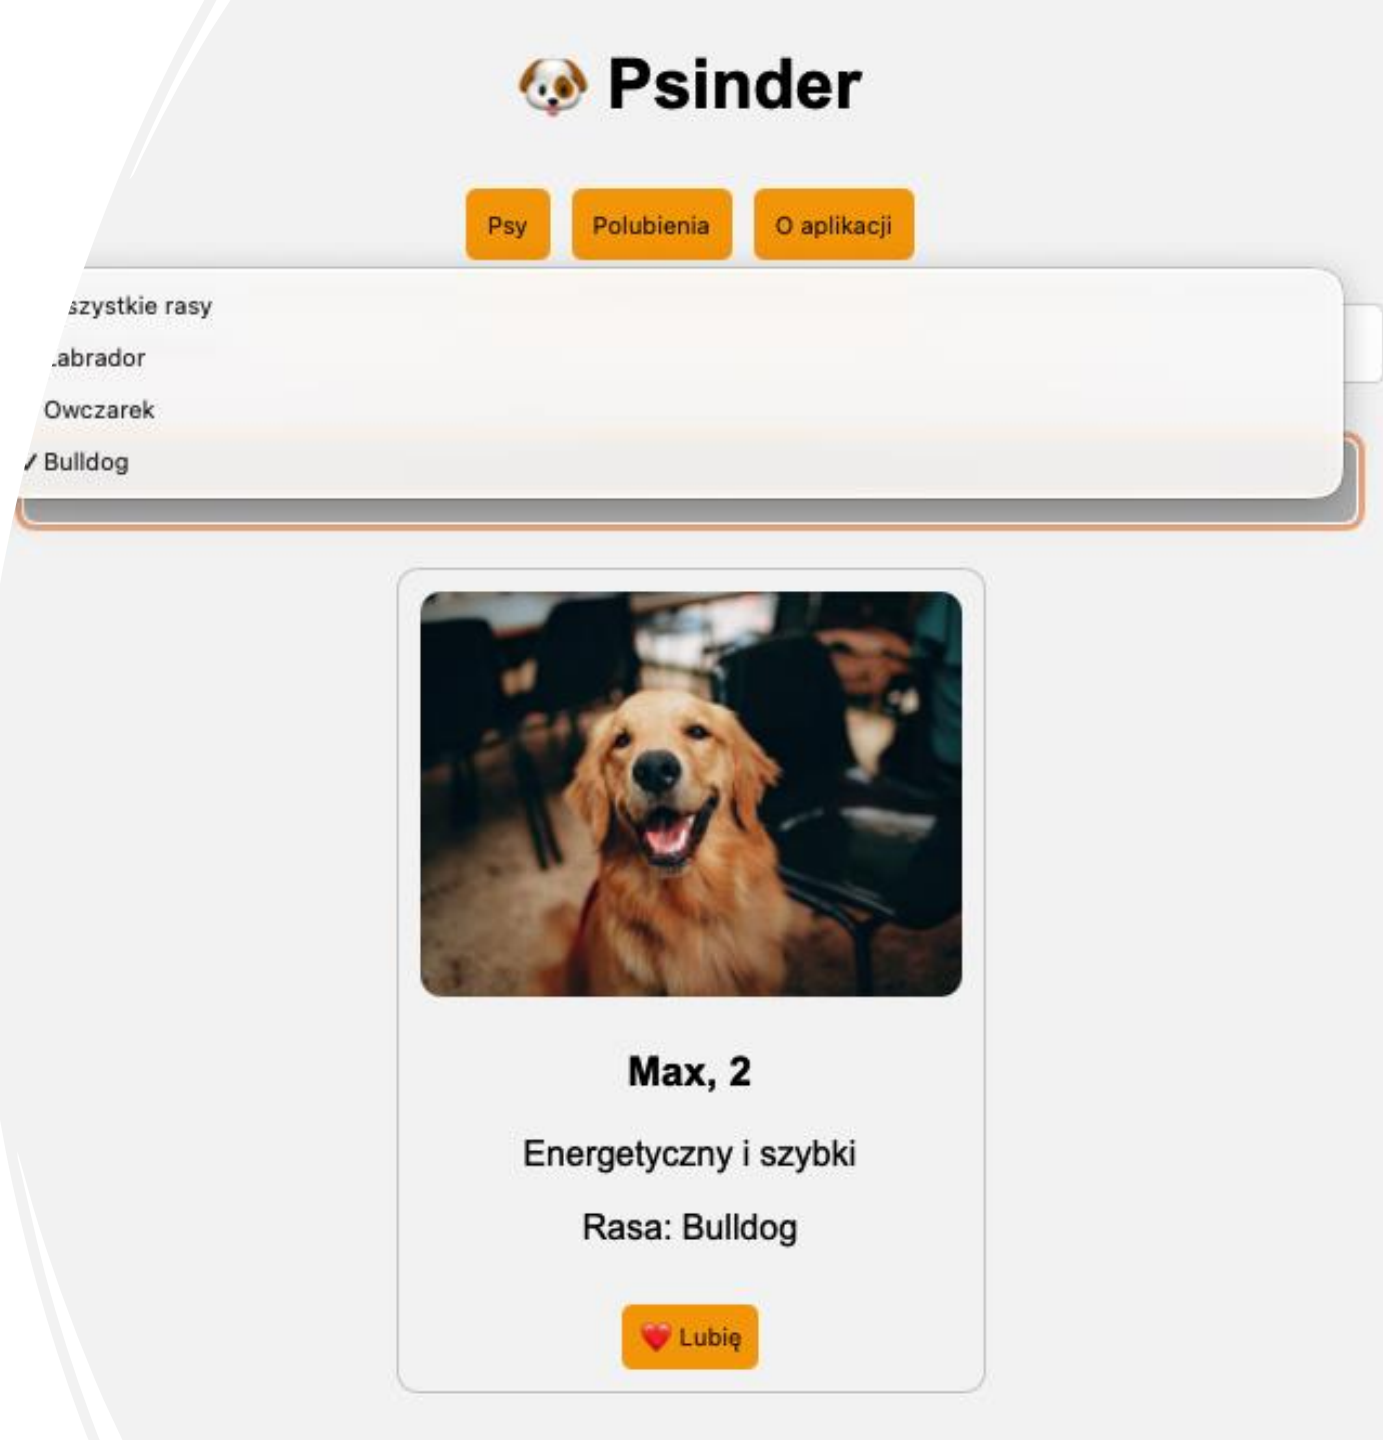 Psinder
Psy
Polubienia
O aplikacji
szystkie rasy
abrador
Owczarek
✓ Bulldog
Max, 2
Energetyczny i szybki
Rasa: Bulldog
❤️ Lubię